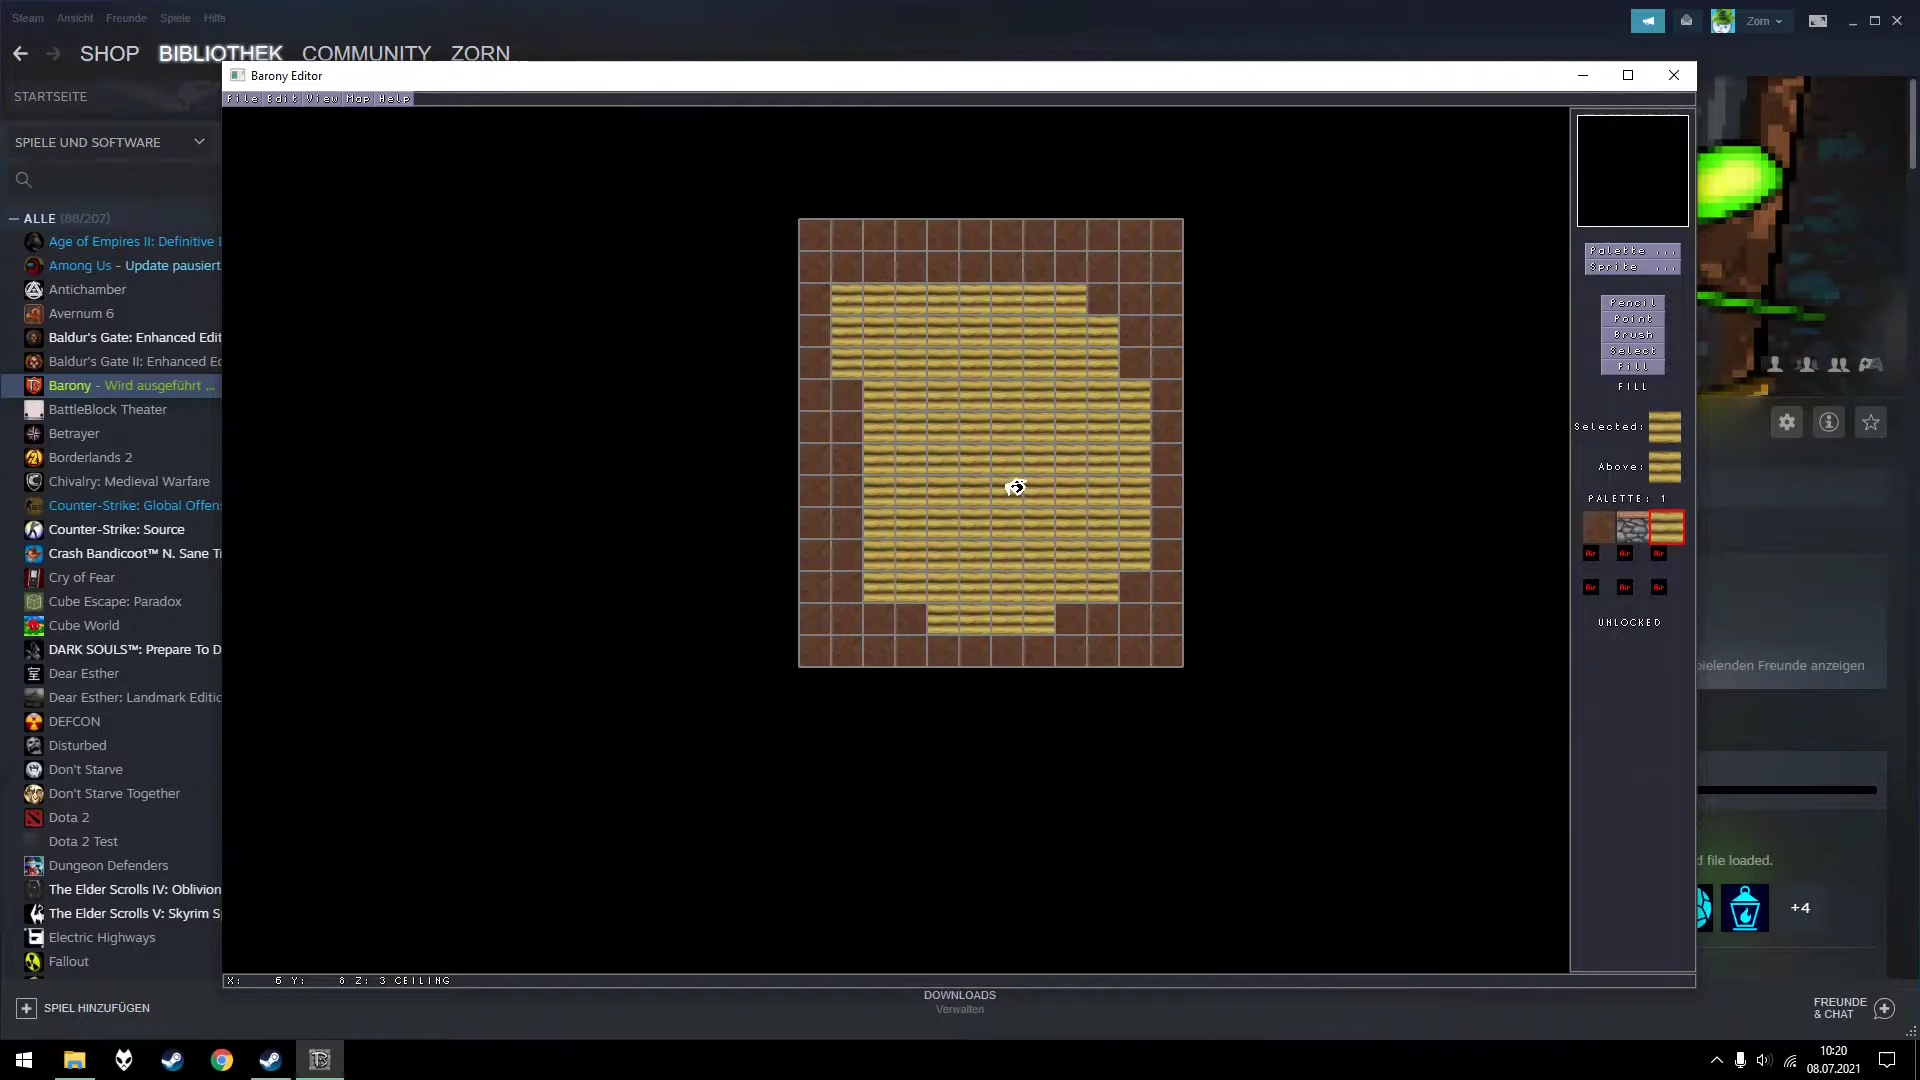 Steam Ansicht Freunde Spiele Hilfe
Zorn
SHOP BIBLIOTHEK COMMUNITY ZORN
Barony Editor
File Edit View Map Help
STARTSEITE
SPIELE UND SOFTWARE
ALLE (88/207)
Age of Empires II: Definitive E
Among Us - Update pausiert
Antichamber
Avernum 6
Baldur's Gate: Enhanced Edit
Baldur's Gate II: Enhanced Ed
Barony - Wird ausgeführt ...
BattleBlock Theater
Betrayer
Borderlands 2
Chivalry: Medieval Warfare
Counter-Strike: Global Offens
Counter-Strike: Source
Crash Bandicoot™ N. Sane Tr
Cry of Fear
Cube Escape: Paradox
Cube World
DARK SOULS™: Prepare To D
Dear Esther
Dear Esther: Landmark Editio
DEFCON
Disturbed
Don't Starve
Don't Starve Together
Dota 2
Dota 2 Test
Dungeon Defenders
The Elder Scrolls IV: Oblivion
The Elder Scrolls V: Skyrim S
Electric Highways
Fallout
Palette ...
Sprite ...
Pencil
Point
Brush
Select
Fill
FILL
Selected:
Above:
PALETTE: 1
Air Air Air
Air Air Air
UNLOCKED
pielenden Freunde anzeigen
d file loaded.
+4
X: 6 Y: 8 Z: 3 CEILING
SPIEL HINZUFÜGEN
DOWNLOADS
Verwalten
FREUNDE
& CHAT
10:20
08.07.2021